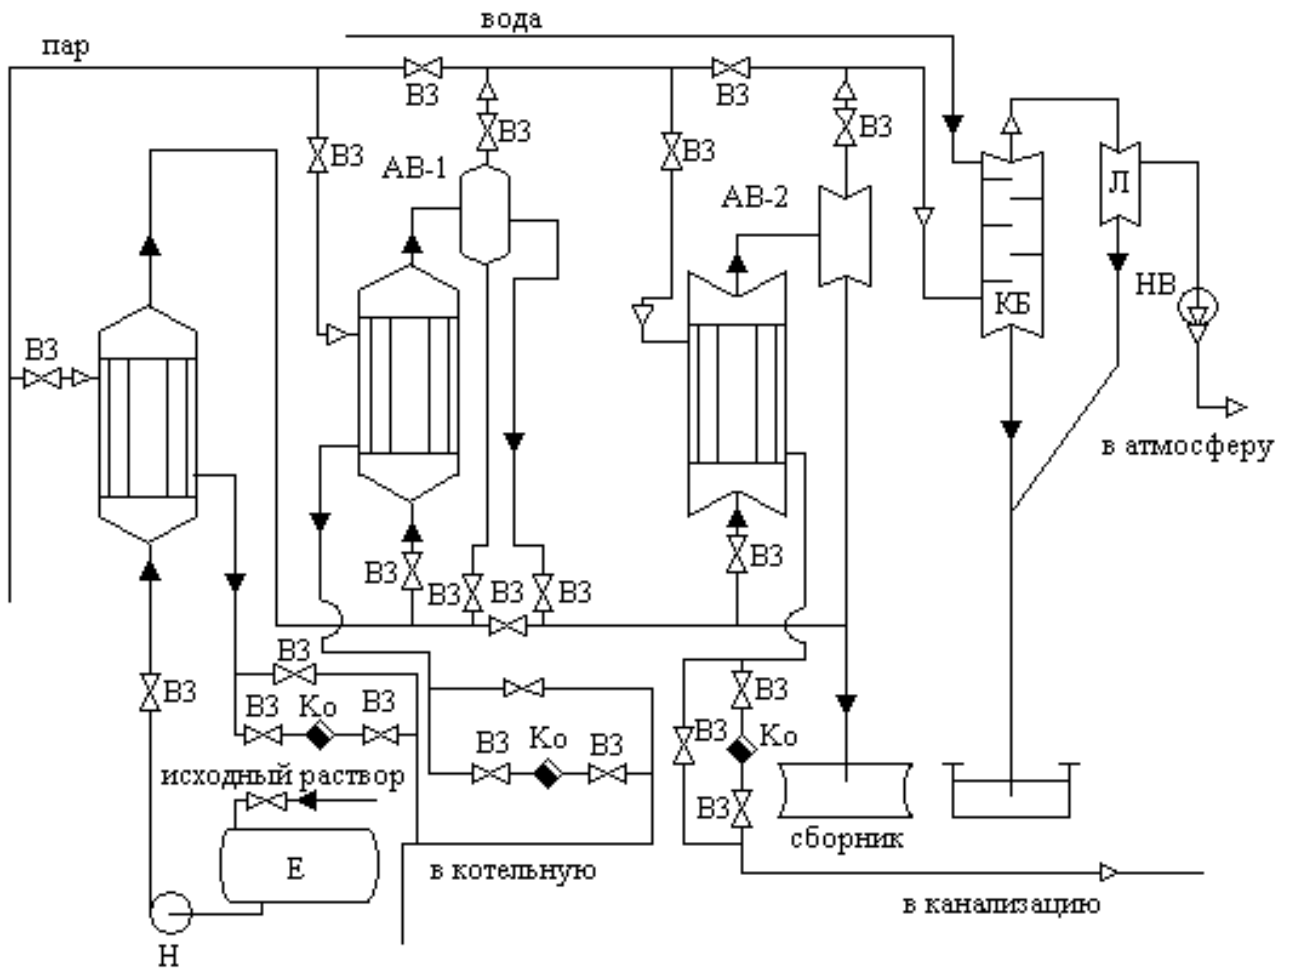 вода
пар
ВЗ
ВЗ
ВЗ
ВЗ
ВЗ
ВЗ
АВ-1
АВ-2
Л
НВ
КБ
ВЗ
в атмосферу
ВЗ
ВЗ
ВЗ
ВЗ
ВЗ
ВЗ
ВЗ
ВЗ
ВЗ
Ко
ВЗ
ВЗ
Ко
ВЗ
ВЗ
Ко
исходный раствор
ВЗ
сборник
Е
в котельную
в канализацию
Н